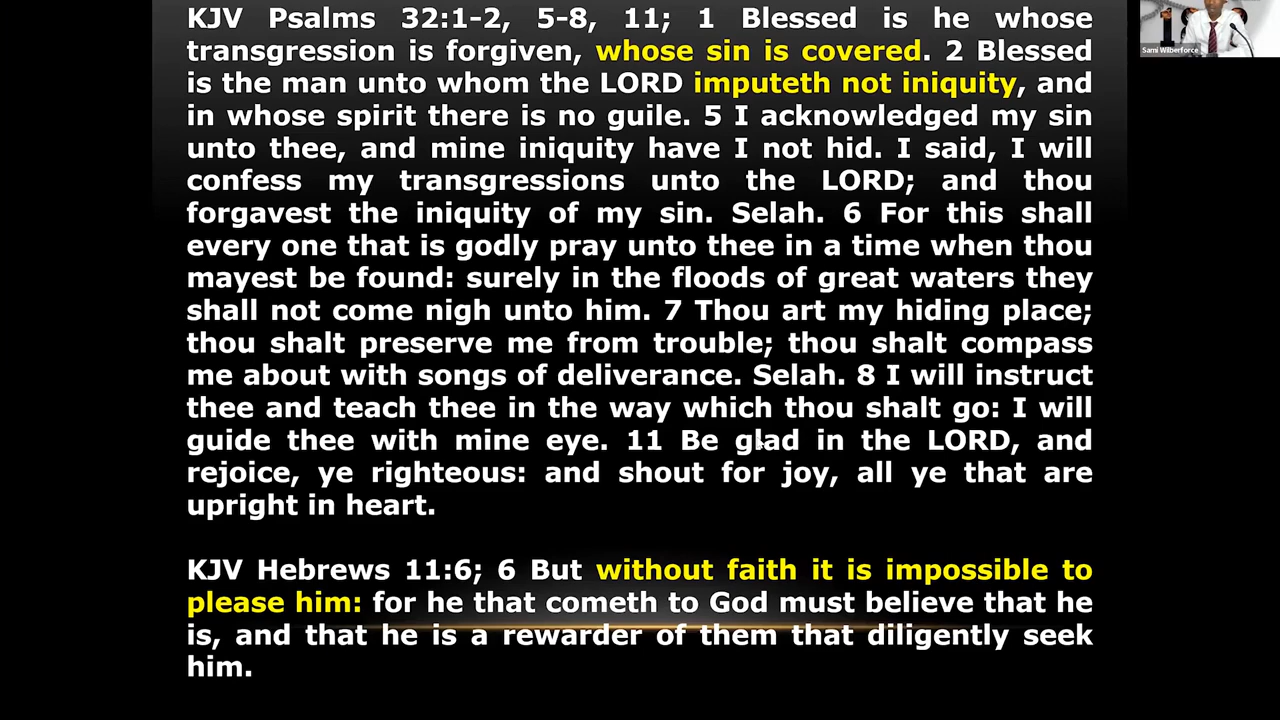 KJV Psalms 32:1-2, 5-8, 11; 1 Blessed is he whose
transgression is forgiven, whose sin is covered. 2 Blessed
is the man unto whom the LORD imputeth not iniquity, and
in whose spirit there is no guile. 5 I acknowledged my sin
unto thee, and mine iniquity have I not hid. I said, I will
confess my transgressions unto the LORD; and thou
forgavest the iniquity of my sin. Selah. 6 For this shall
every one that is godly pray unto thee in a time when thou
mayest be found: surely in the floods of great waters they
shall not come nigh unto him. 7 Thou art my hiding place;
thou shalt preserve me from trouble; thou shalt compass
me about with songs of deliverance. Selah. 8 I will instruct
thee and teach thee in the way which thou shalt go: I will
guide thee with mine eye. 11 Be glad in the LORD, and
rejoice, ye righteous: and shout for joy, all ye that are
upright in heart.
KJV Hebrews 11:6; 6 But without faith it is impossible to
please him: for he that cometh to God must believe that he
is, and that he is a rewarder of them that diligently seek
him.
Sami Wilberforce